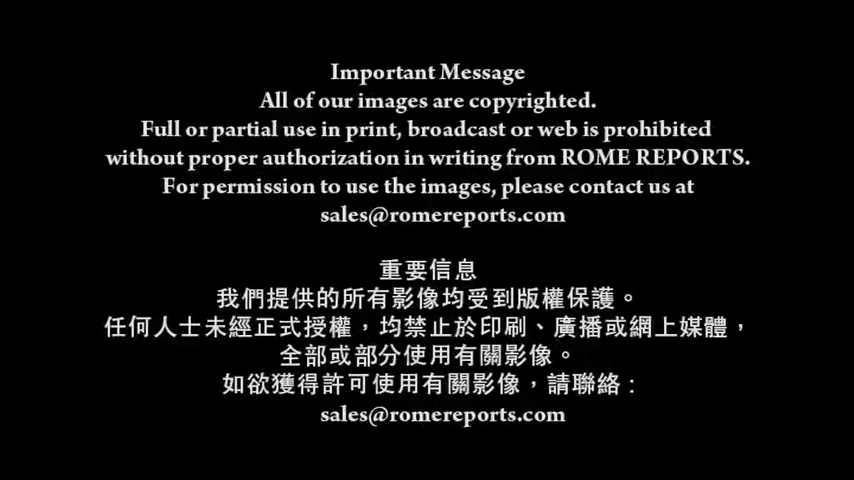 Important Message
All of our images are copyrighted.
Full or partial use in print, broadcast or web is prohibited
without proper authorization in writing from ROME REPORTS.
For permission to use the images, please contact us at
sales@romereports.com
重要信息
我們提供的所有影像均受到版權保護。
任何人士未經正式授權，均禁止於印刷、廣播或網上媒體，
全部或部分使用有關影像。
如欲獲得許可使用有關影像，請聯絡：
sales@romereports.com